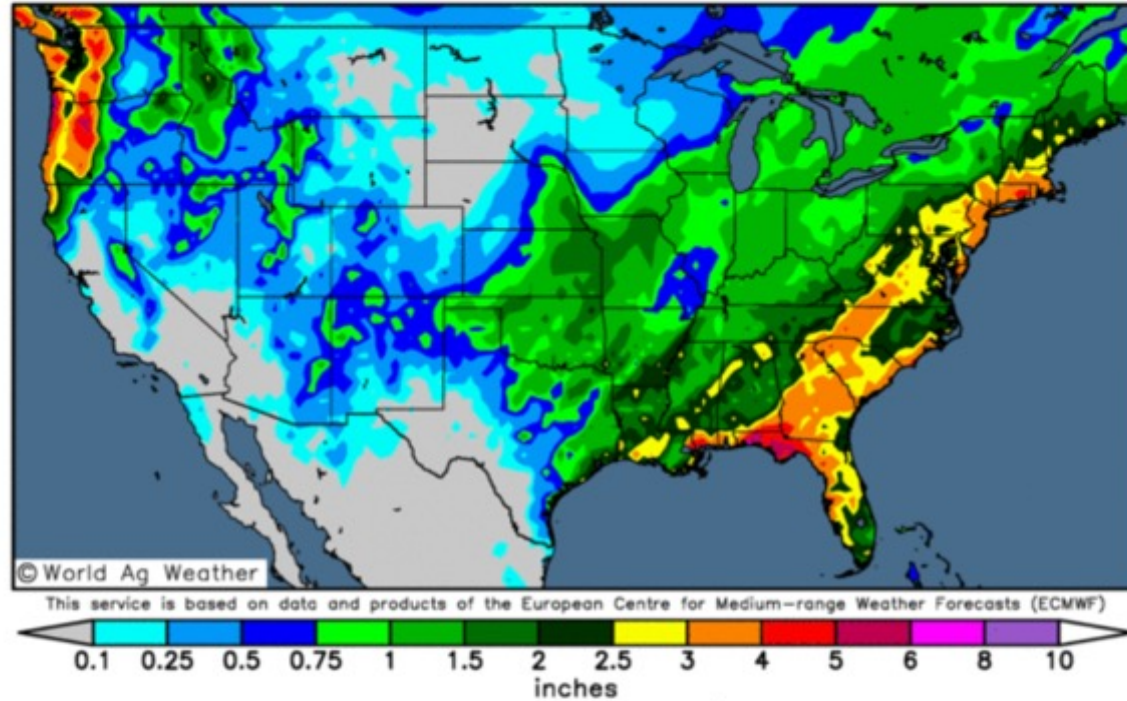 © World Ag Weather
This service is based on data and products of the European Centre for Medium-range Weather Forecasts (ECMWF)
0.1 0.25 0.5 0.75 1 1.5 2 2.5 3 4 5 6 8 10
inches